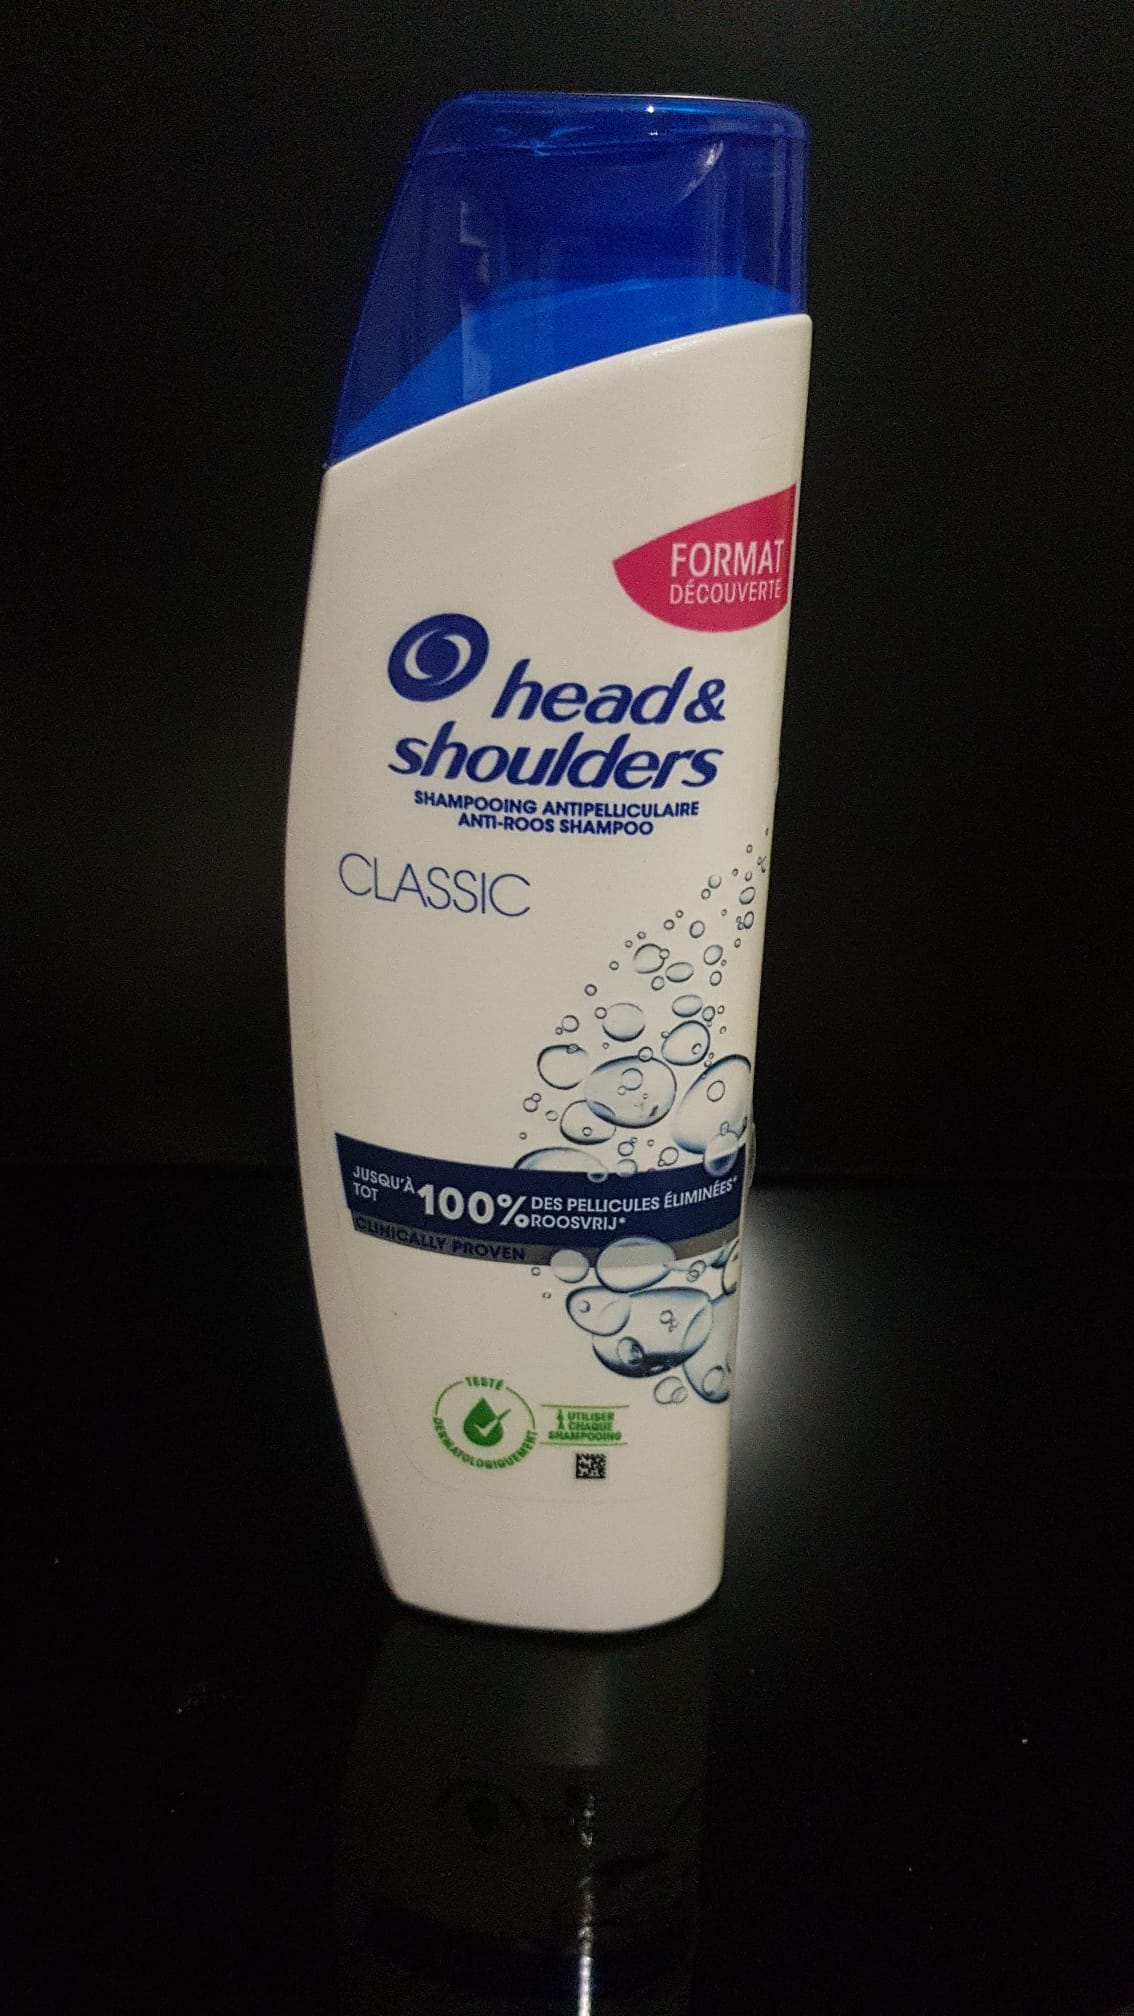 FORMAT
DÉCOUVERTE
head &
shoulders
SHAMPOOING ANTIPELLICULAIRE
ANTI-ROOS SHAMPOO
CLASSIC
JUSQU'À 100% DES PELLICULES ÉLIMINÉES*
TOT ROOSVRIJ*
CLINICALLY PROVEN
TESTÉ
DERMATOLOGIQUEMENT
À UTILISER
À CHAQUE
SHAMPOOING